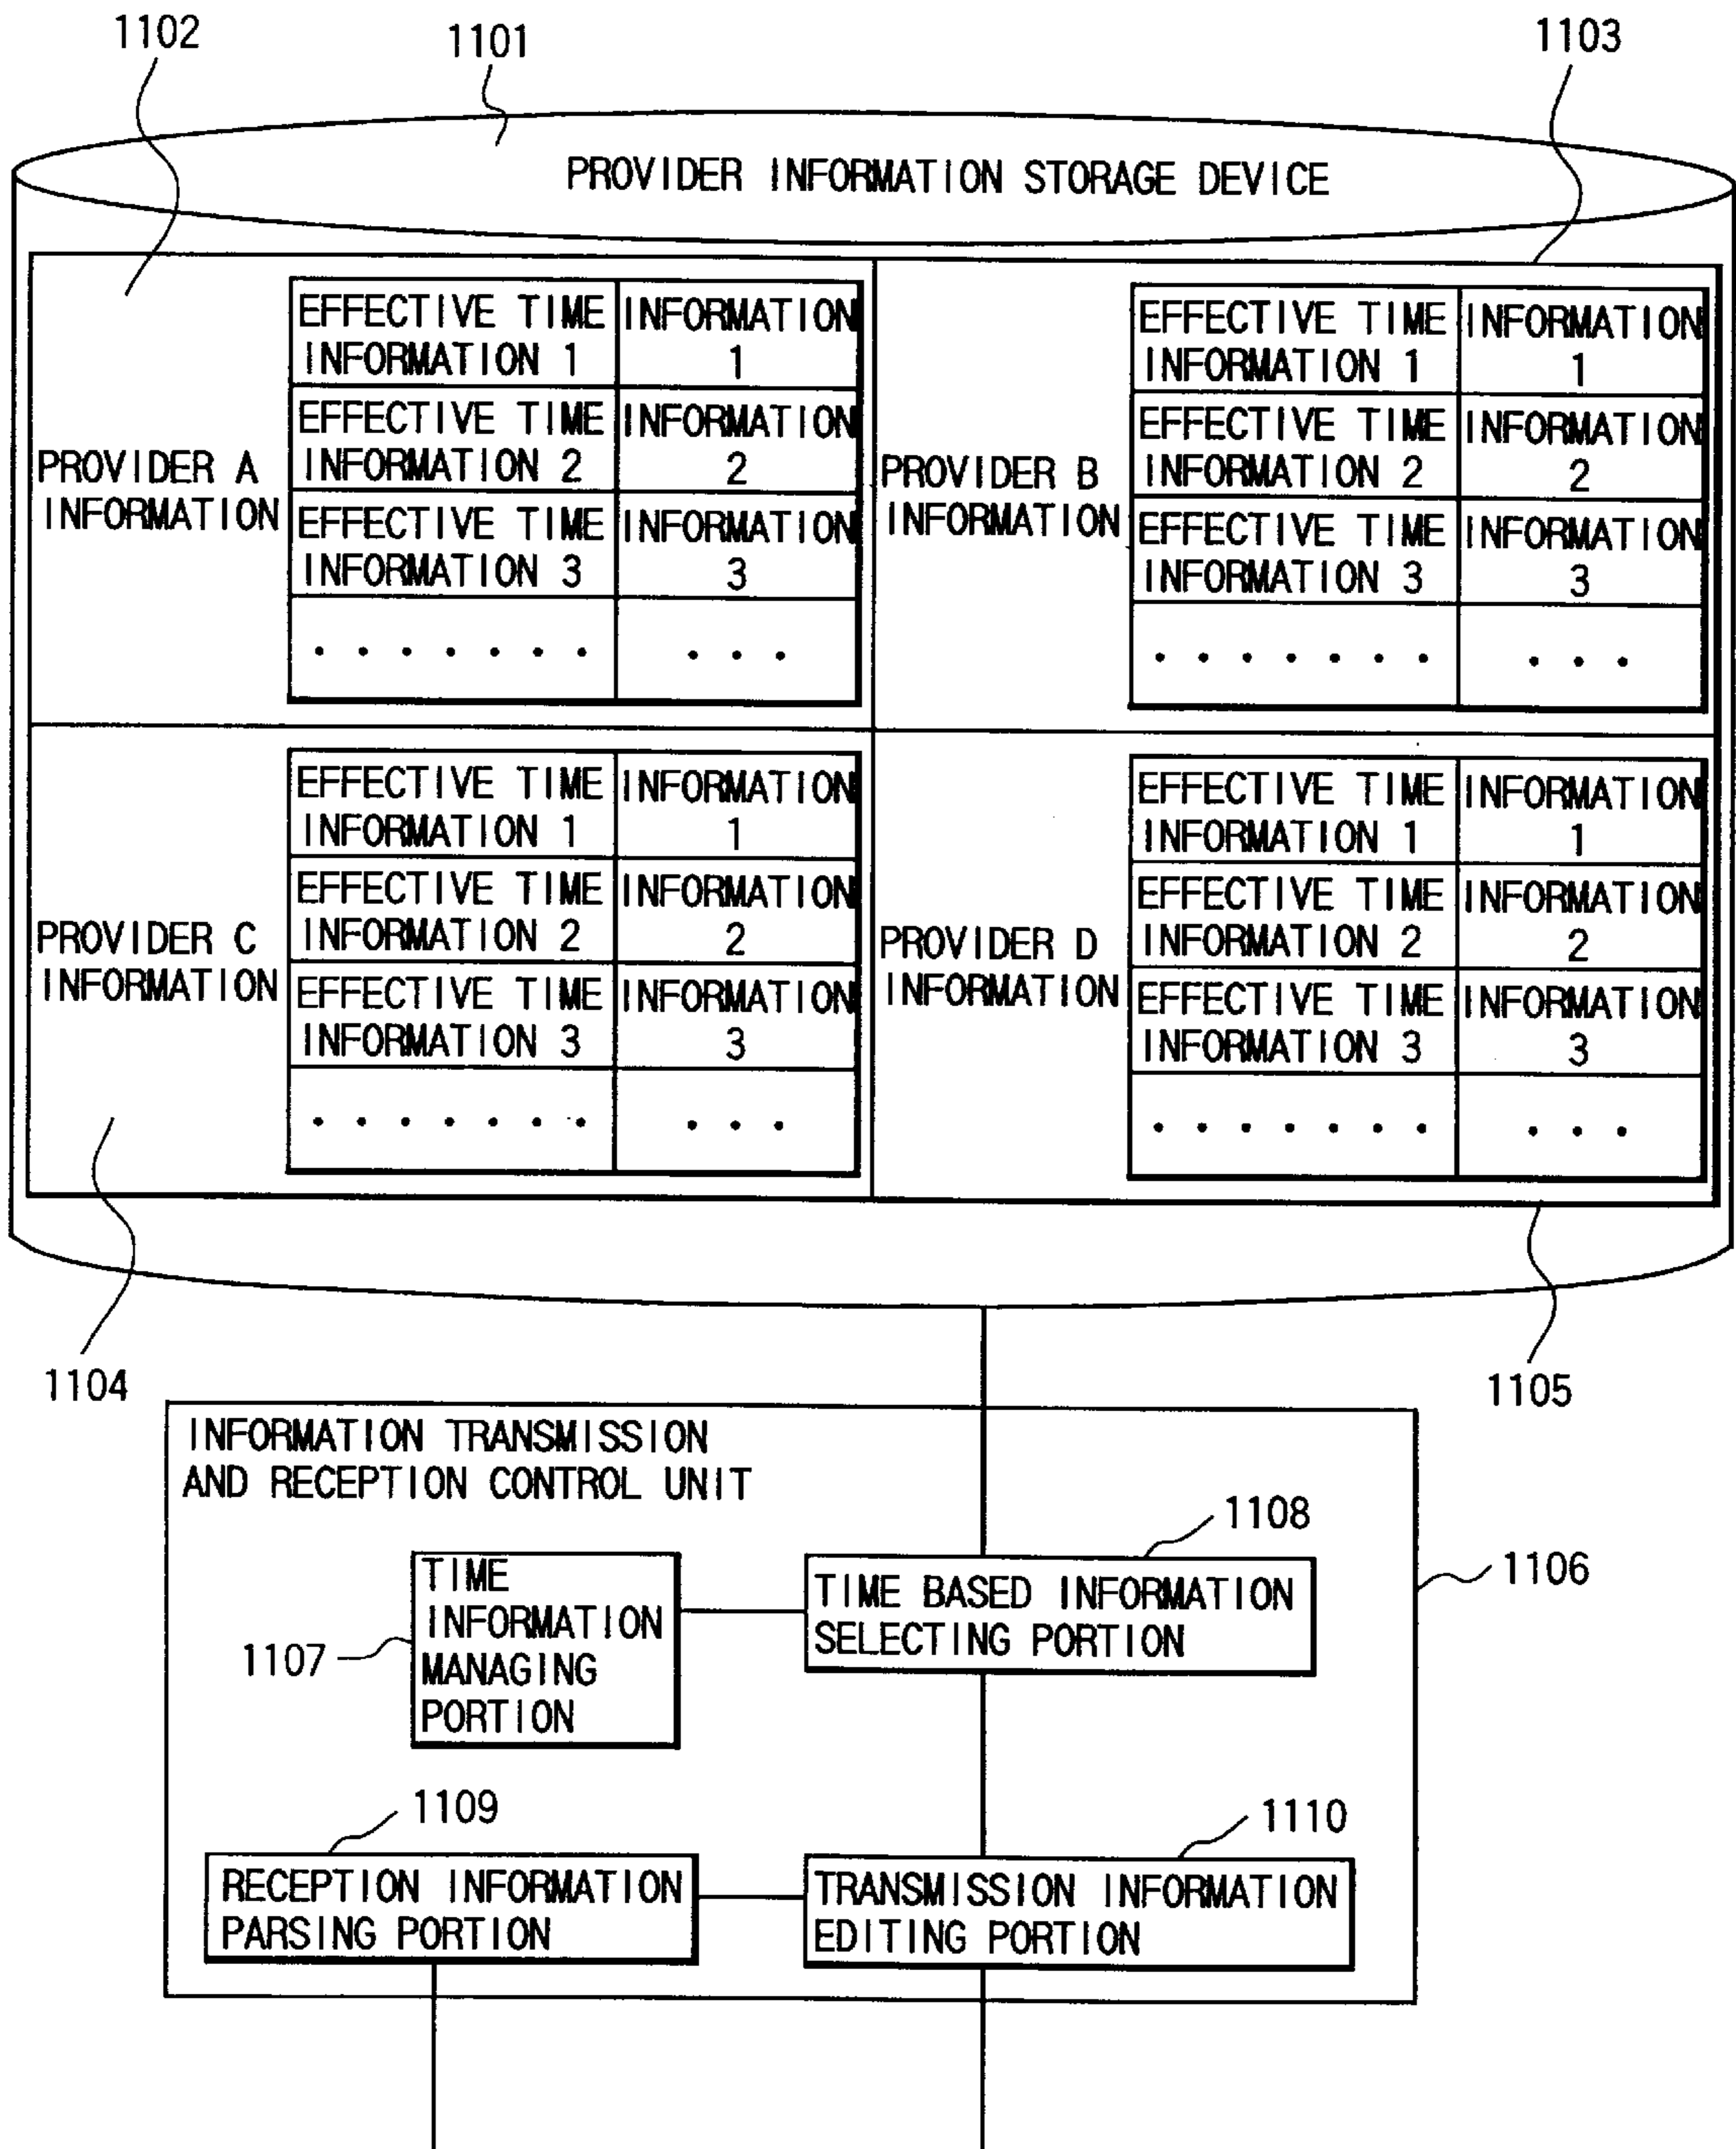 1102
1101
1103
PROVIDER INFORMATION STORAGE DEVICE
PROVIDER A
INFORMATION
EFFECTIVE TIME
INFORMATION 1
INFORMATION
1
EFFECTIVE TIME
INFORMATION 2
INFORMATION
2
EFFECTIVE TIME
INFORMATION 3
INFORMATION
3
. . . . . . .
. . .
PROVIDER B
INFORMATION
EFFECTIVE TIME
INFORMATION 1
INFORMATION
1
EFFECTIVE TIME
INFORMATION 2
INFORMATION
2
EFFECTIVE TIME
INFORMATION 3
INFORMATION
3
. . . . . . .
. . .
PROVIDER C
INFORMATION
EFFECTIVE TIME
INFORMATION 1
INFORMATION
1
EFFECTIVE TIME
INFORMATION 2
INFORMATION
2
EFFECTIVE TIME
INFORMATION 3
INFORMATION
3
. . . . . . .
. . .
PROVIDER D
INFORMATION
EFFECTIVE TIME
INFORMATION 1
INFORMATION
1
EFFECTIVE TIME
INFORMATION 2
INFORMATION
2
EFFECTIVE TIME
INFORMATION 3
INFORMATION
3
. . . . . . .
. . .
1104
1105
INFORMATION TRANSMISSION
AND RECEPTION CONTROL UNIT
1106
1107
TIME
INFORMATION
MANAGING
PORTION
1108
TIME BASED INFORMATION
SELECTING PORTION
1109
RECEPTION INFORMATION
PARSING PORTION
1110
TRANSMISSION INFORMATION
EDITING PORTION